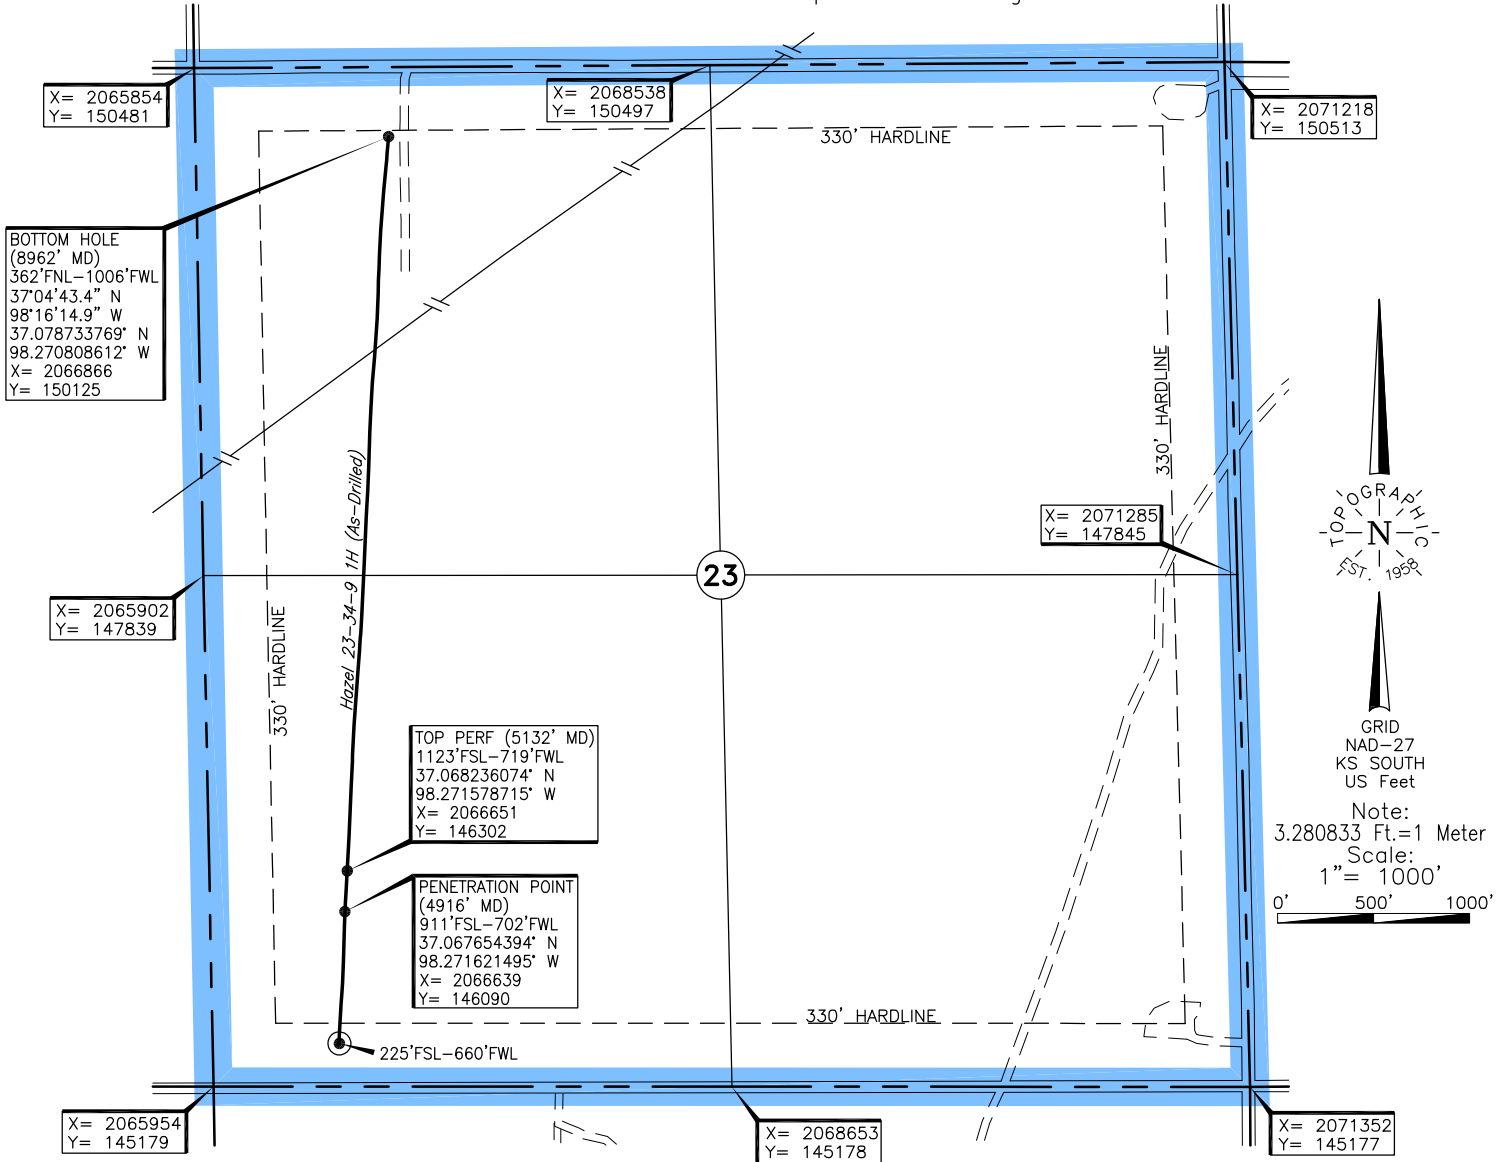 X= 2065854
Y= 150481
X= 2068538
Y= 150497
X= 2071218
Y= 150513
330' HARDLINE
BOTTOM HOLE
(8962' MD)
362'FNL-1006'FWL
37°04'43.4" N
98°16'14.9" W
37.078733769° N
98.270808612° W
X= 2066866
Y= 150125
330' HARDLINE
Hazel 23-34-9 1H (As-Drilled)
X= 2071285
Y= 147845
TOPOGRAPHIC
N
EST. 1958
23
X= 2065902
Y= 147839
330' HARDLINE
TOP PERF (5132' MD)
1123'FSL-719'FWL
37.068236074° N
98.271578715° W
X= 2066651
Y= 146302
GRID
NAD-27
KS SOUTH
US Feet
Note:
3.280833 Ft.=1 Meter
Scale:
1"= 1000'
0' 500' 1000'
PENETRATION POINT
(4916' MD)
911'FSL-702'FWL
37.067654394° N
98.271621495° W
X= 2066639
Y= 146090
330' HARDLINE
225'FSL-660'FWL
X= 2065954
Y= 145179
X= 2068653
Y= 145178
X= 2071352
Y= 145177